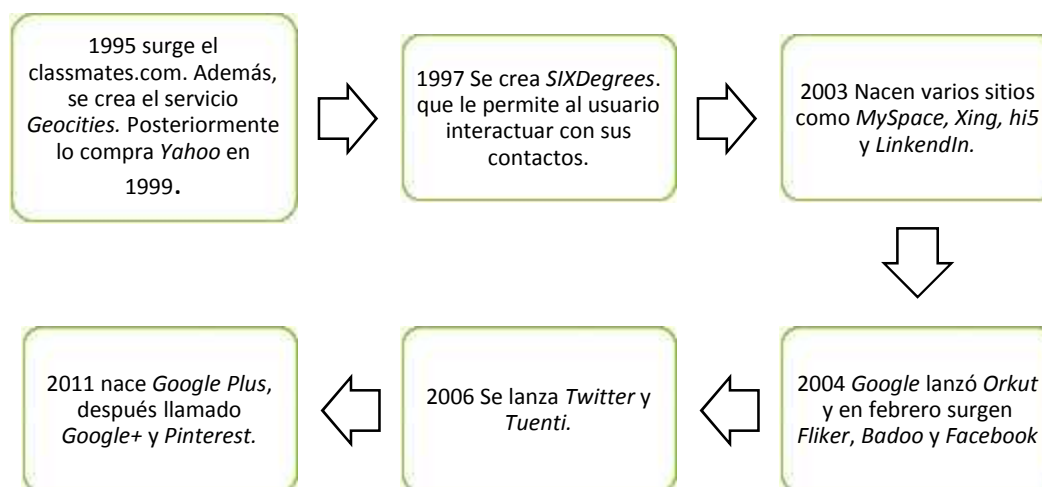 1995 surge el
classmates.com. Además,
se crea el servicio
Geocities. Posteriormente
lo compra Yahoo en
1999.
1997 Se crea SIXDegrees.
que le permite al usuario
interactuar con sus
contactos.
2003 Nacen varios sitios
como MySpace, Xing, hi5
y LinkendIn.
2004 Google lanzó Orkut
y en febrero surgen
Fliker, Badoo y Facebook
2006 Se lanza Twitter y
Tuenti.
2011 nace Google Plus,
después llamado
Google+ y Pinterest.